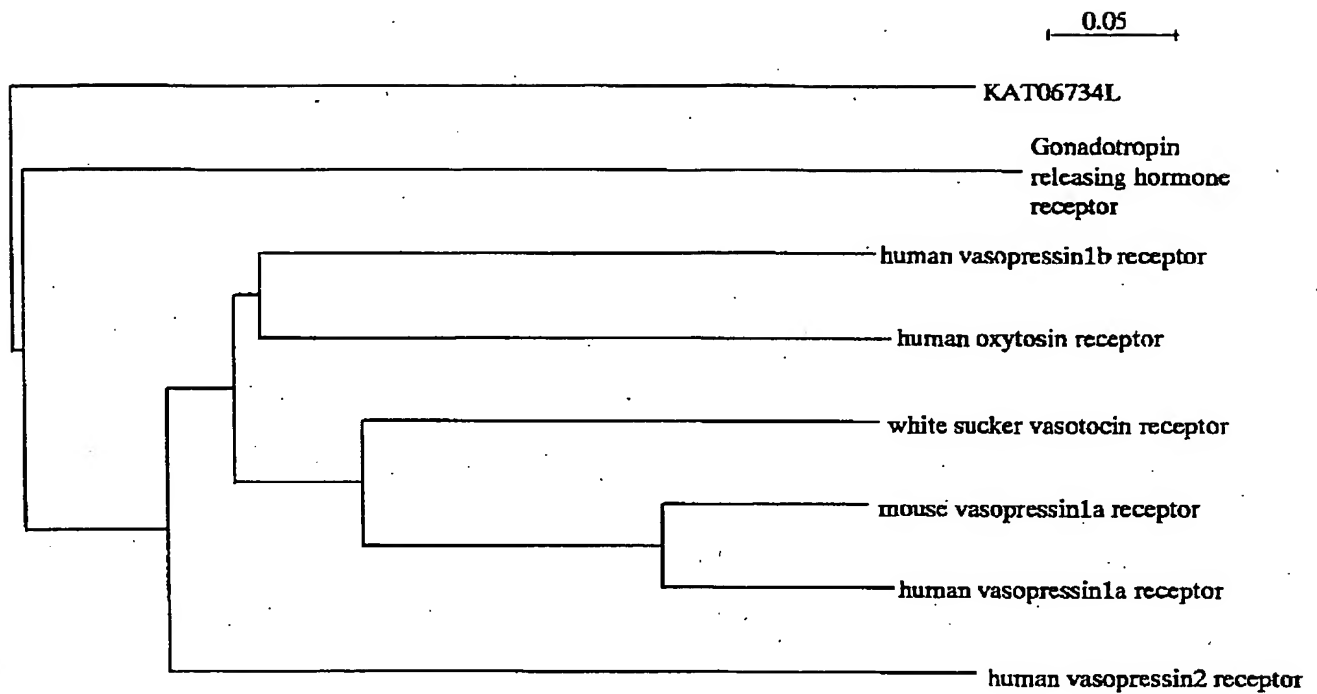 0.05
KAT06734L
Gonadotropin
releasing hormone
receptor
human vasopressin1b receptor
human oxytosin receptor
white sucker vasotocin receptor
mouse vasopressin1a receptor
human vasopressin1a receptor
human vasopressin2 receptor